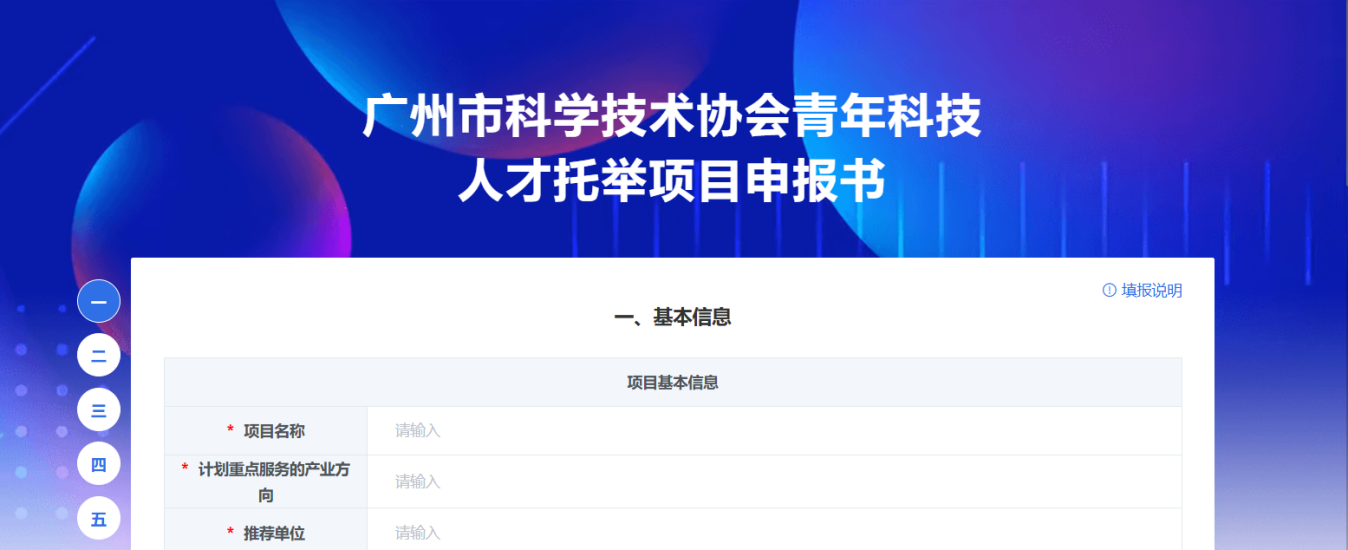 广州市科学技术协会青年科技
人才托举项目申报书
填报说明
一、基本信息
一
二
三
四
五
项目基本信息
* 项目名称
请输入
* 计划重点服务的产业方
向
请输入
* 推荐单位
请输入